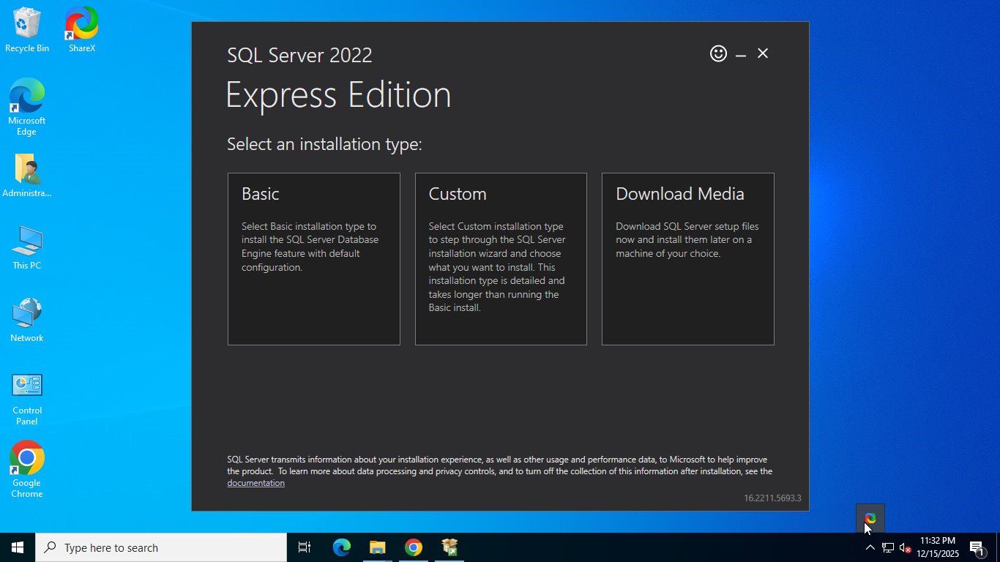 Recycle Bin
ShareX
Microsoft
Edge
Administra...
This PC
Network
Control
Panel
Google
Chrome
SQL Server 2022
Express Edition
Select an installation type:
Basic
Select Basic installation type to
install the SQL Server Database
Engine feature with default
configuration.
Custom
Select Custom installation type
to step through the SQL Server
installation wizard and choose
what you want to install. This
installation type is detailed and
takes longer than running the
Basic install.
Download Media
Download SQL Server setup files
now and install them later on a
machine of your choice.
SQL Server transmits information about your installation experience, as well as other usage and performance data, to Microsoft to help improve
the product.  To learn more about data processing and privacy controls, and to turn off the collection of this information after installation, see the
documentation
16.2211.5693.3
Type here to search
11:32 PM
12/15/2025
1